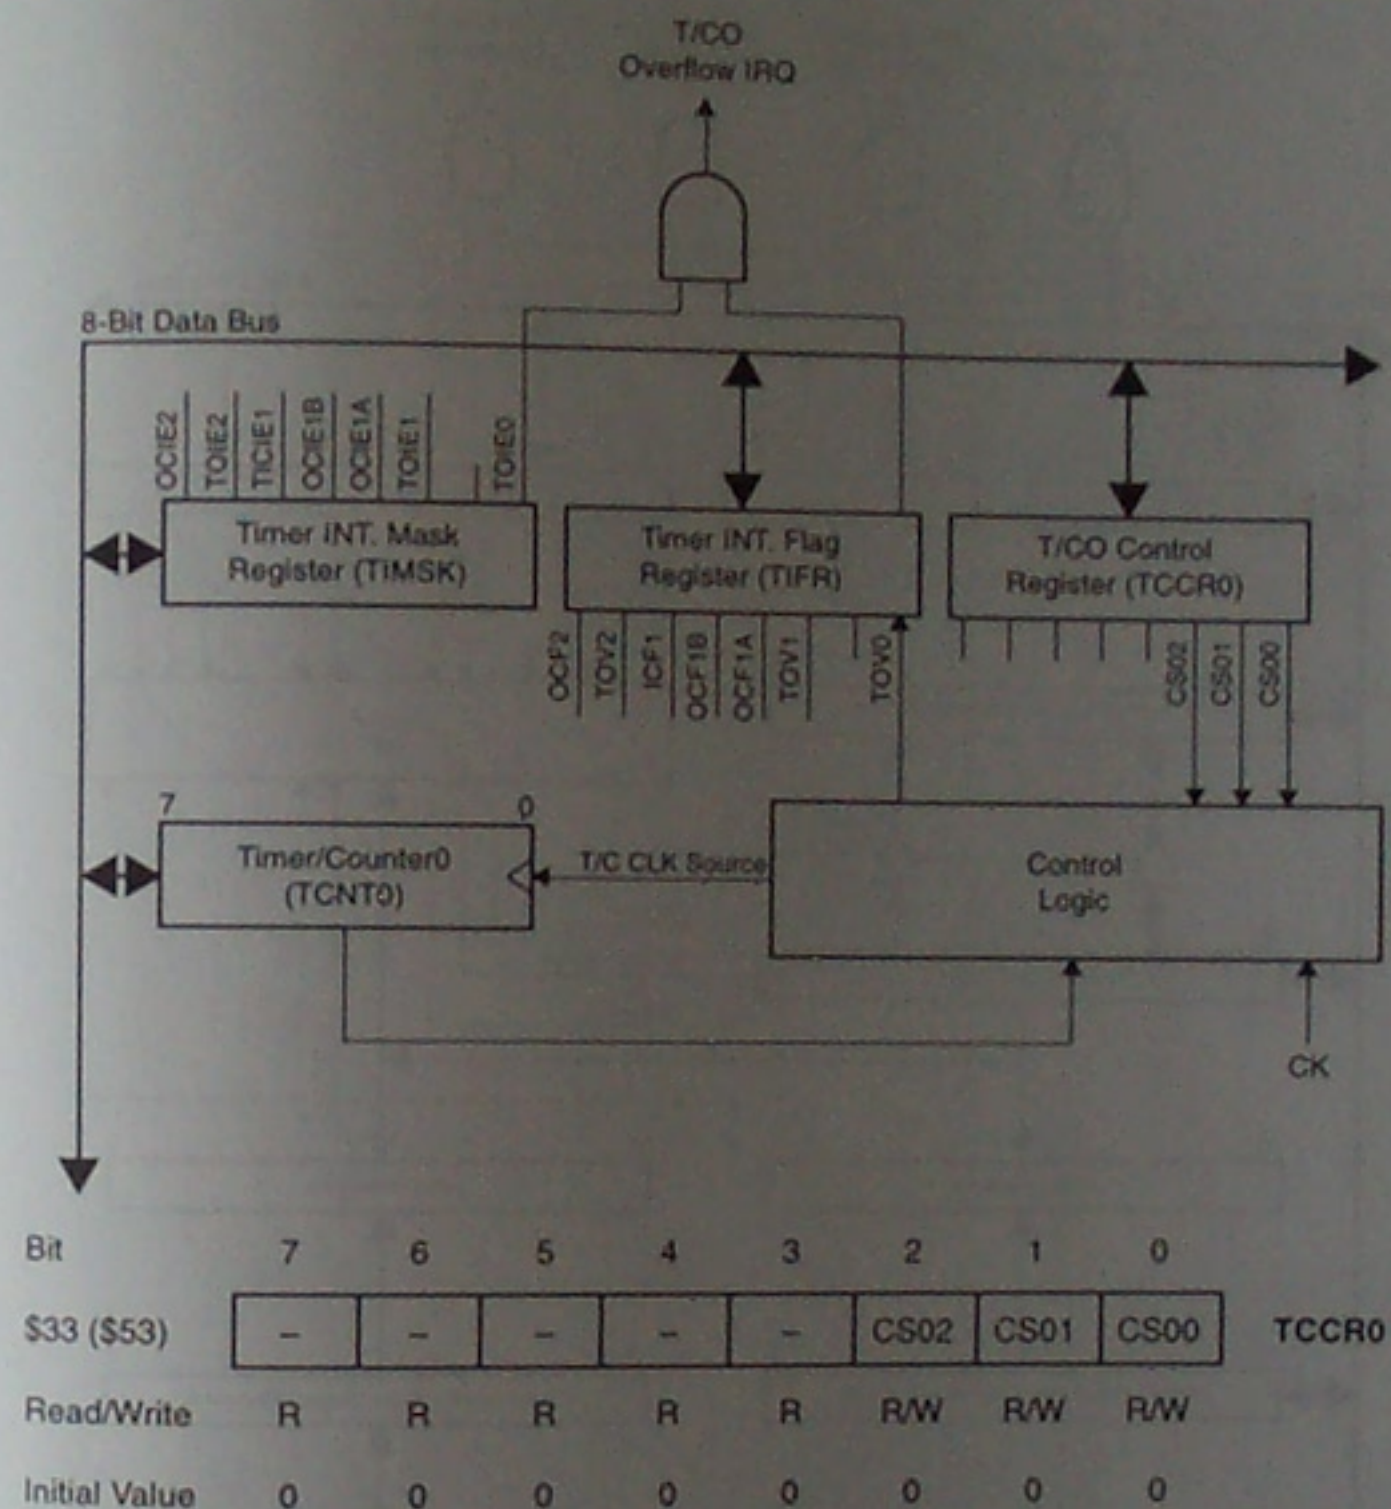 T/CO
Overflow IRQ
8-Bit Data Bus
OCIE2
TOIE2
TICIE1
OCIE1B
OCIE1A
TOIE1
TOIE0
Timer INT. Mask
Register (TIMSK)
Timer INT. Flag
Register (TIFR)
T/CO Control
Register (TCCR0)
OCF2
TOV2
ICF1
OCF1B
OCF1A
TOV1
TOV0
CS02
CS01
CS00
7 0
Timer/Counter0
(TCNT0)
T/C CLK Source
Control
Logic
CK
Bit 7 6 5 4 3 2 1 0
$33 ($53) – – – – – CS02 CS01 CS00 TCCR0
Read/Write R R R R R R/W R/W R/W
Initial Value 0 0 0 0 0 0 0 0